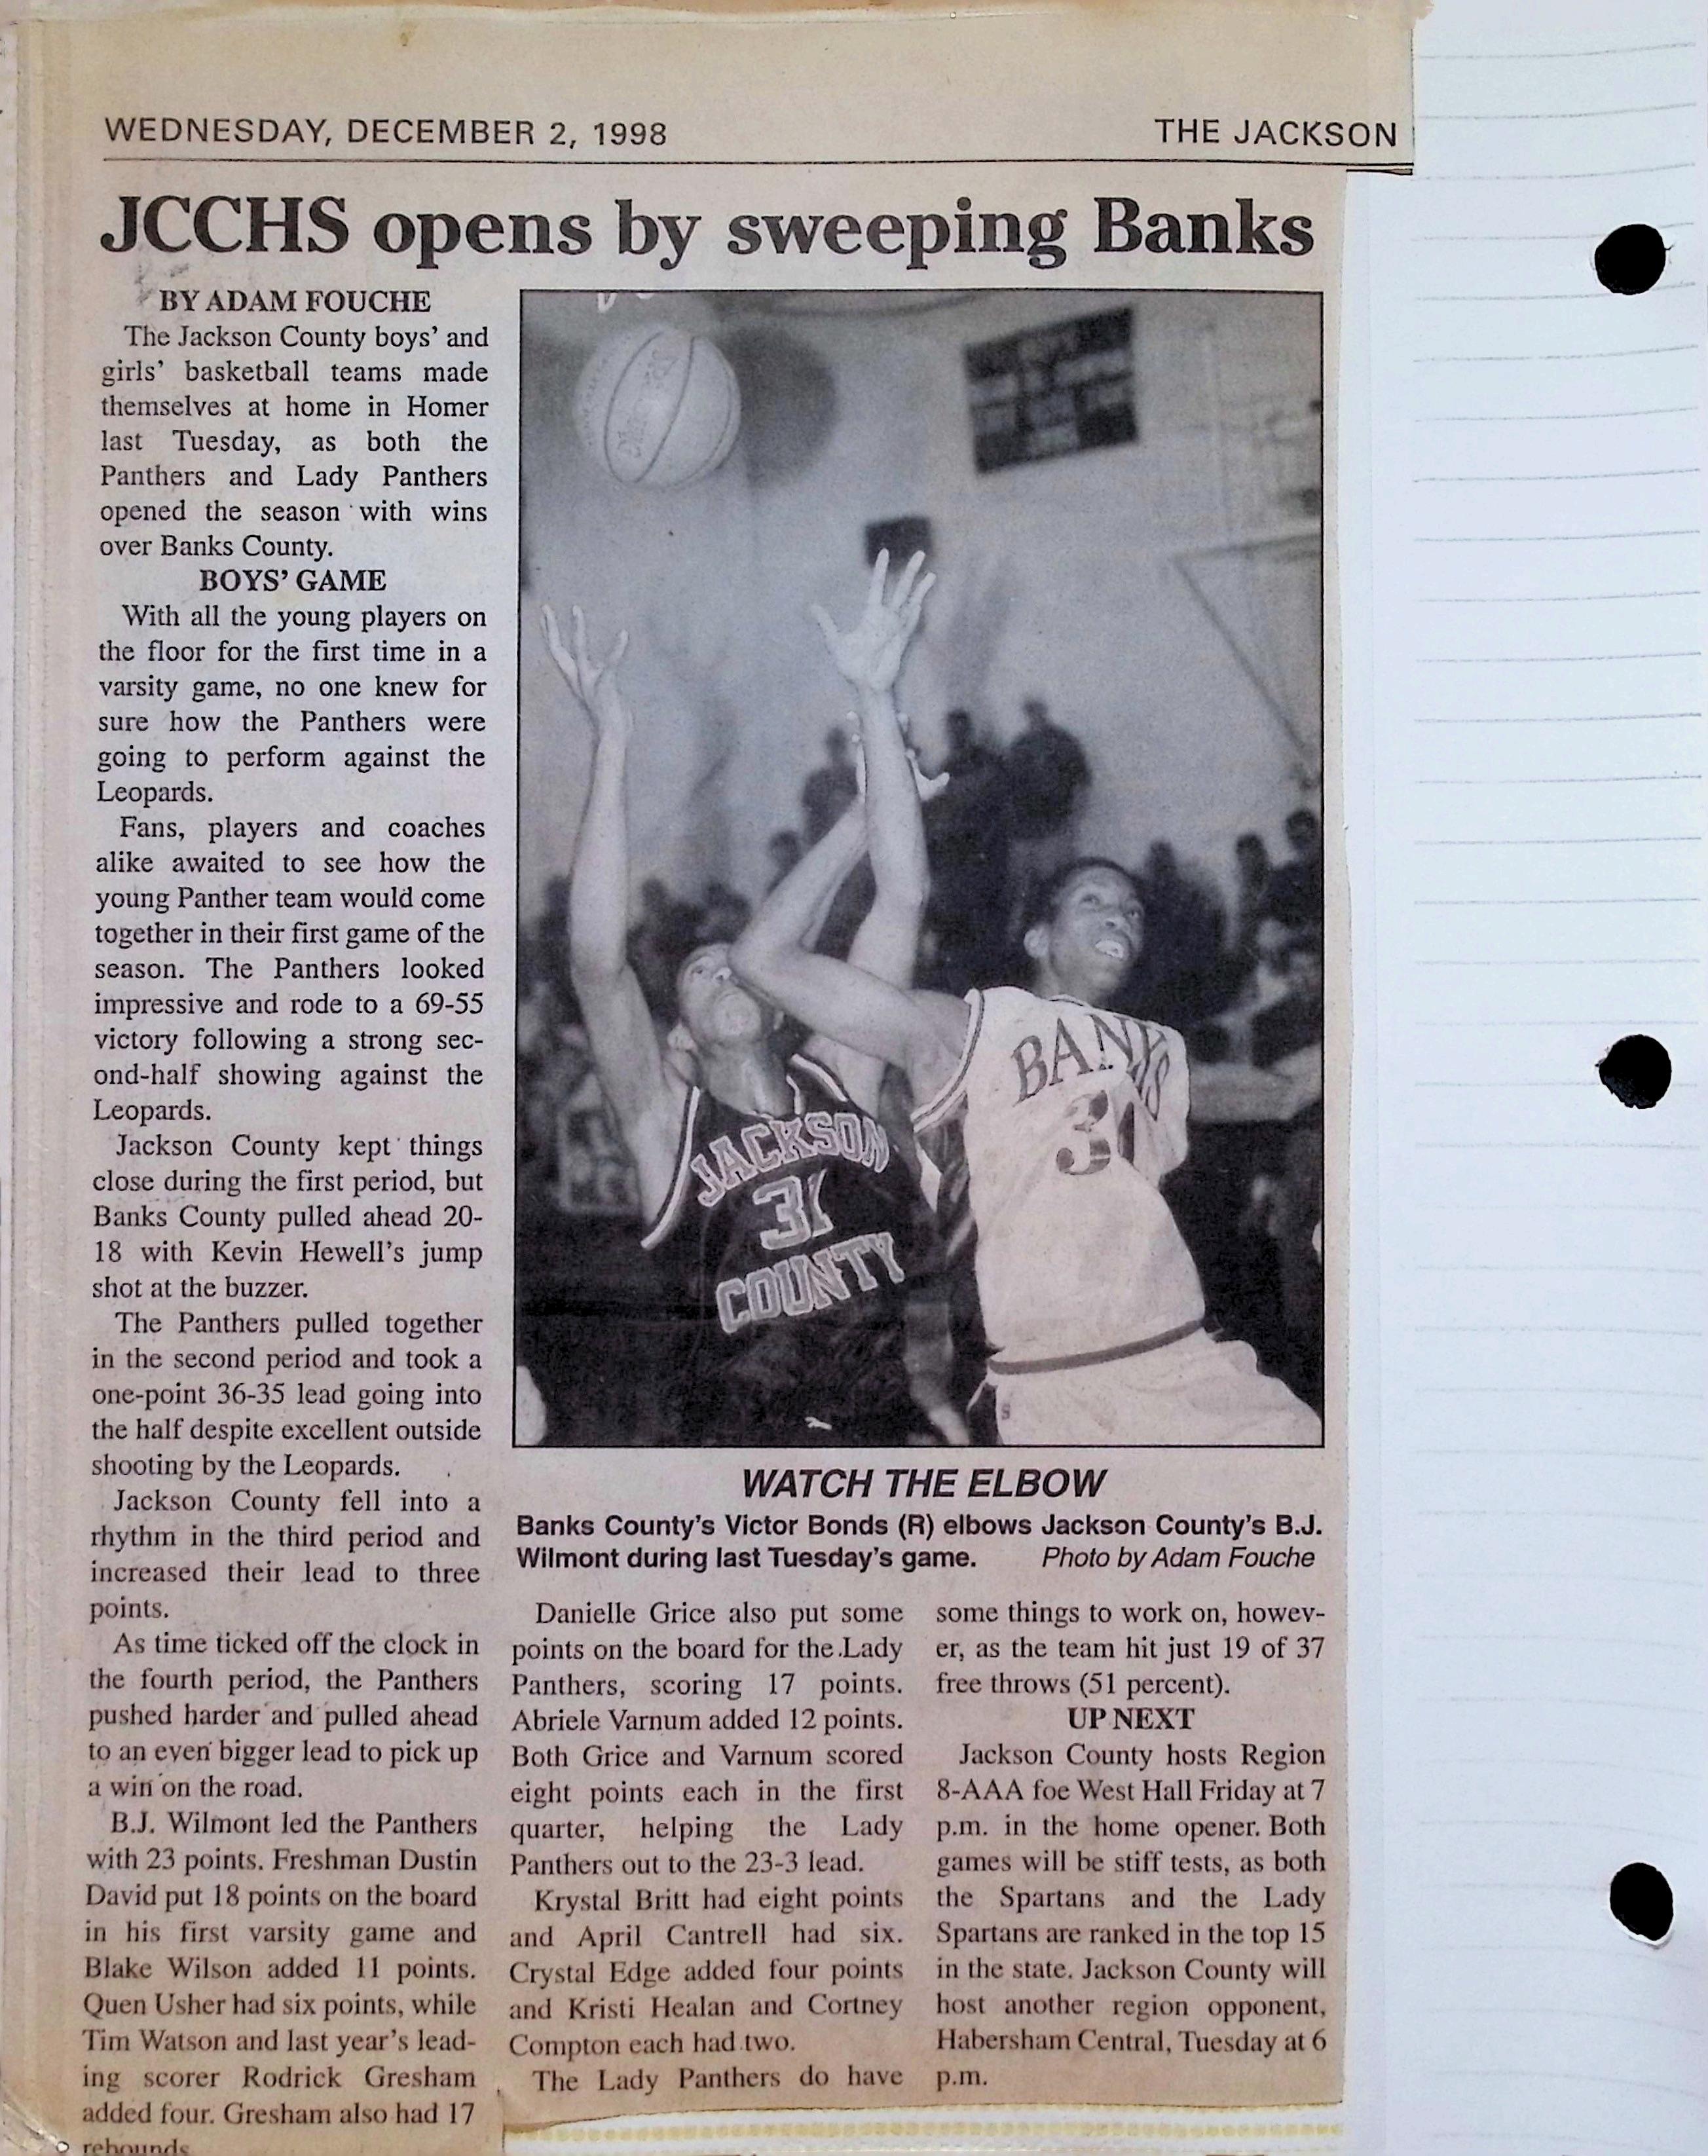 WEDNESDAY, DECEMBER 2, 1998
THE JACKSON
JCCHS opens by sweeping Banks
BY ADAM FOUCHE
The Jackson County boys' and
girls' basketball teams made
themselves at home in Homer
last Tuesday, as both the
Panthers and Lady Panthers
opened the season with wins
over Banks County.
BOYS' GAME
With all the young players on
the floor for the first time in a
varsity game, no one knew for
sure how the Panthers were
going to perform against the
Leopards.
Fans, players and coaches
alike awaited to see how the
young Panther team would come
together in their first game of the
season. The Panthers looked
impressive and rode to a 69-55
victory following a strong sec-
ond-half showing against the
Leopards.
Jackson County kept things
close during the first period, but
Banks County pulled ahead 20-
18 with Kevin Hewell's jump
shot at the buzzer.
The Panthers pulled together
in the second period and took a
one-point 36-35 lead going into
the half despite excellent outside
shooting by the Leopards.
Jackson County fell into a
rhythm in the third period and
increased their lead to three
points.
As time ticked off the clock in
the fourth period, the Panthers
pushed harder and pulled ahead
to an even bigger lead to pick up
a win on the road.
B.J. Wilmont led the Panthers
with 23 points. Freshman Dustin
David put 18 points on the board
in his first varsity game and
Blake Wilson added 11 points.
Quen Usher had six points, while
Tim Watson and last year's lead-
ing scorer Rodrick Gresham
added four. Gresham also had 17
rebounds
JACKSON
31
COUNTY
BANKS
WATCH THE ELBOW
Banks County's Victor Bonds (R) elbows Jackson County's B.J.
Wilmont during last Tuesday's game. Photo by Adam Fouche
Danielle Grice also put some
points on the board for the Lady
Panthers, scoring 17 points.
Abriele Varnum added 12 points.
Both Grice and Varnum scored
eight points each in the first
quarter, helping the Lady
Panthers out to the 23-3 lead.
Krystal Britt had eight points
and April Cantrell had six.
Crystal Edge added four points
and Kristi Healan and Cortney
Compton each had two.
The Lady Panthers do have
some things to work on, howev-
er, as the team hit just 19 of 37
free throws (51 percent).
UP NEXT
Jackson County hosts Region
8-AAA foe West Hall Friday at 7
p.m. in the home opener. Both
games will be stiff tests, as both
the Spartans and the Lady
Spartans are ranked in the top 15
in the state. Jackson County will
host another region opponent,
Habersham Central, Tuesday at 6
p.m.